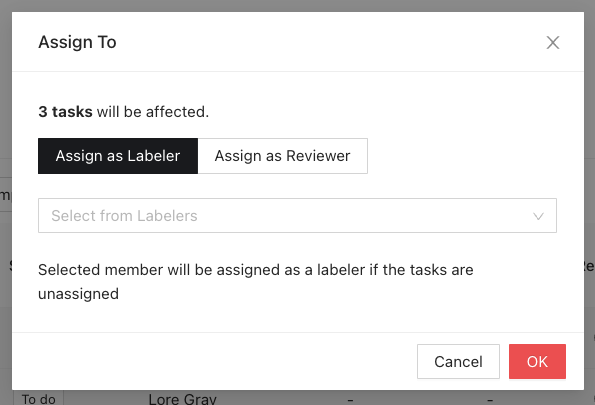 Assign To
3 tasks will be affected.
Assign as Labeler
Assign as Reviewer
Select from Labelers
Selected member will be assigned as a labeler if the tasks are
unassigned
Cancel
OK
To do
Lore Gray
-
-